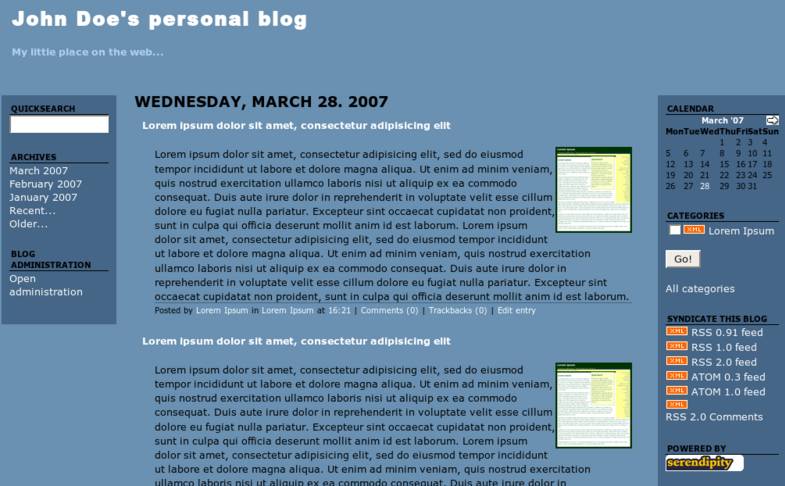 John Doe's personal blog
My little place on the web...
QUICKSEARCH
ARCHIVES
March 2007
February 2007
January 2007
Recent...
Older...
BLOG
ADMINISTRATION
Open
administration
WEDNESDAY, MARCH 28. 2007
Lorem ipsum dolor sit amet, consectetur adipisicing elit
Lorem ipsum dolor sit amet, consectetur adipisicing elit, sed do eiusmod
tempor incididunt ut labore et dolore magna aliqua. Ut enim ad minim veniam,
quis nostrud exercitation ullamco laboris nisi ut aliquip ex ea commodo
consequat. Duis aute irure dolor in reprehenderit in voluptate velit esse cillum
dolore eu fugiat nulla pariatur. Excepteur sint occaecat cupidatat non proident,
sunt in culpa qui officia deserunt mollit anim id est laborum. Lorem ipsum
dolor sit amet, consectetur adipisicing elit, sed do eiusmod tempor incididunt
ut labore et dolore magna aliqua. Ut enim ad minim veniam, quis nostrud exercitation
ullamco laboris nisi ut aliquip ex ea commodo consequat. Duis aute irure dolor in
reprehenderit in voluptate velit esse cillum dolore eu fugiat nulla pariatur. Excepteur sint
occaecat cupidatat non proident, sunt in culpa qui officia deserunt mollit anim id est laborum.
Posted by Lorem Ipsum in Lorem Ipsum at 16:21 | Comments (0) | Trackbacks (0) | Edit entry
Lorem ipsum dolor sit amet, consectetur adipisicing elit
Lorem ipsum dolor sit amet, consectetur adipisicing elit, sed do eiusmod
tempor incididunt ut labore et dolore magna aliqua. Ut enim ad minim veniam,
quis nostrud exercitation ullamco laboris nisi ut aliquip ex ea commodo
consequat. Duis aute irure dolor in reprehenderit in voluptate velit esse cillum
dolore eu fugiat nulla pariatur. Excepteur sint occaecat cupidatat non proident,
sunt in culpa qui officia deserunt mollit anim id est laborum. Lorem ipsum
dolor sit amet, consectetur adipisicing elit, sed do eiusmod tempor incididunt
ut labore et dolore magna aliqua. Ut enim ad minim veniam, quis nostrud exercitation
ullamco laboris nisi ut aliquip ex ea commodo consequat. Duis aute irure dolor in
CALENDAR
March '07
Mon Tue Wed Thu Fri Sat Sun
1 2 3 4
5 6 7 8 9 10 11
12 13 14 15 16 17 18
19 20 21 22 23 24 25
26 27 28 29 30 31
CATEGORIES
XML Lorem Ipsum
Go!
All categories
SYNDICATE THIS BLOG
XML RSS 0.91 feed
XML RSS 1.0 feed
XML RSS 2.0 feed
XML ATOM 0.3 feed
XML ATOM 1.0 feed
XML
RSS 2.0 Comments
POWERED BY
serendipity